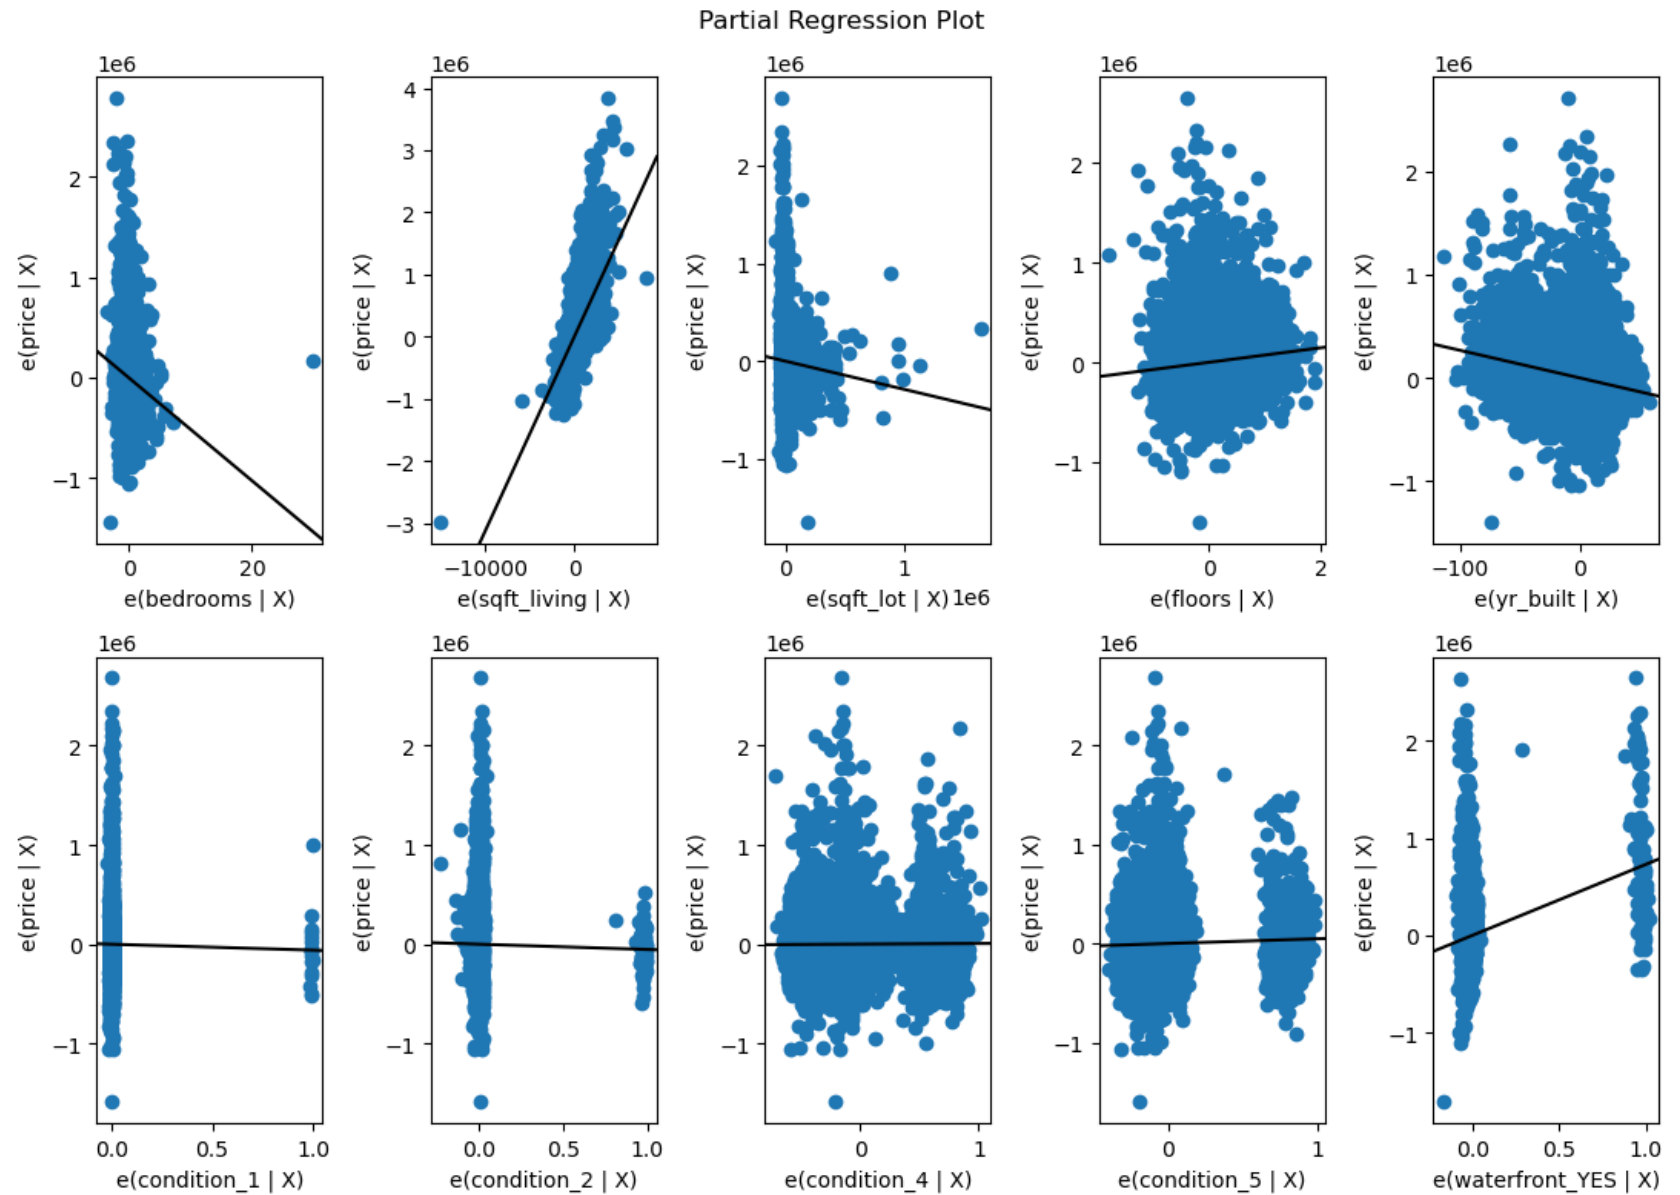 Partial Regression Plot
1e6
e(price | X)
2
1
0
−1
0 20
e(bedrooms | X)
1e6
e(price | X)
4
3
2
1
0
−1
−2
−3
−10000 0
e(sqft_living | X)
1e6
e(price | X)
2
1
0
−1
0 1
e(sqft_lot | X) 1e6
1e6
e(price | X)
2
1
0
−1
0 2
e(floors | X)
1e6
e(price | X)
2
1
0
−1
−100 0
e(yr_built | X)
1e6
e(price | X)
2
1
0
−1
0.0 0.5 1.0
e(condition_1 | X)
1e6
e(price | X)
2
1
0
−1
0.0 0.5 1.0
e(condition_2 | X)
1e6
e(price | X)
2
1
0
−1
0 1
e(condition_4 | X)
1e6
e(price | X)
2
1
0
−1
0 1
e(condition_5 | X)
1e6
e(price | X)
2
1
0
−1
0.0 0.5 1.0
e(waterfront_YES | X)